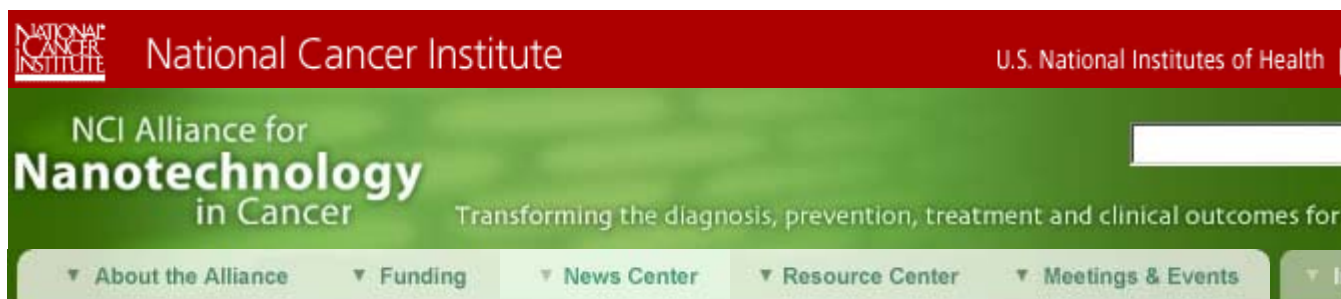 NATIONAL CANCER INSTITUTE National Cancer Institute U.S. National Institutes of Health
NCI Alliance for
Nanotechnology
in Cancer
Transforming the diagnosis, prevention, treatment and clinical outcomes for
About the Alliance Funding News Center Resource Center Meetings & Events